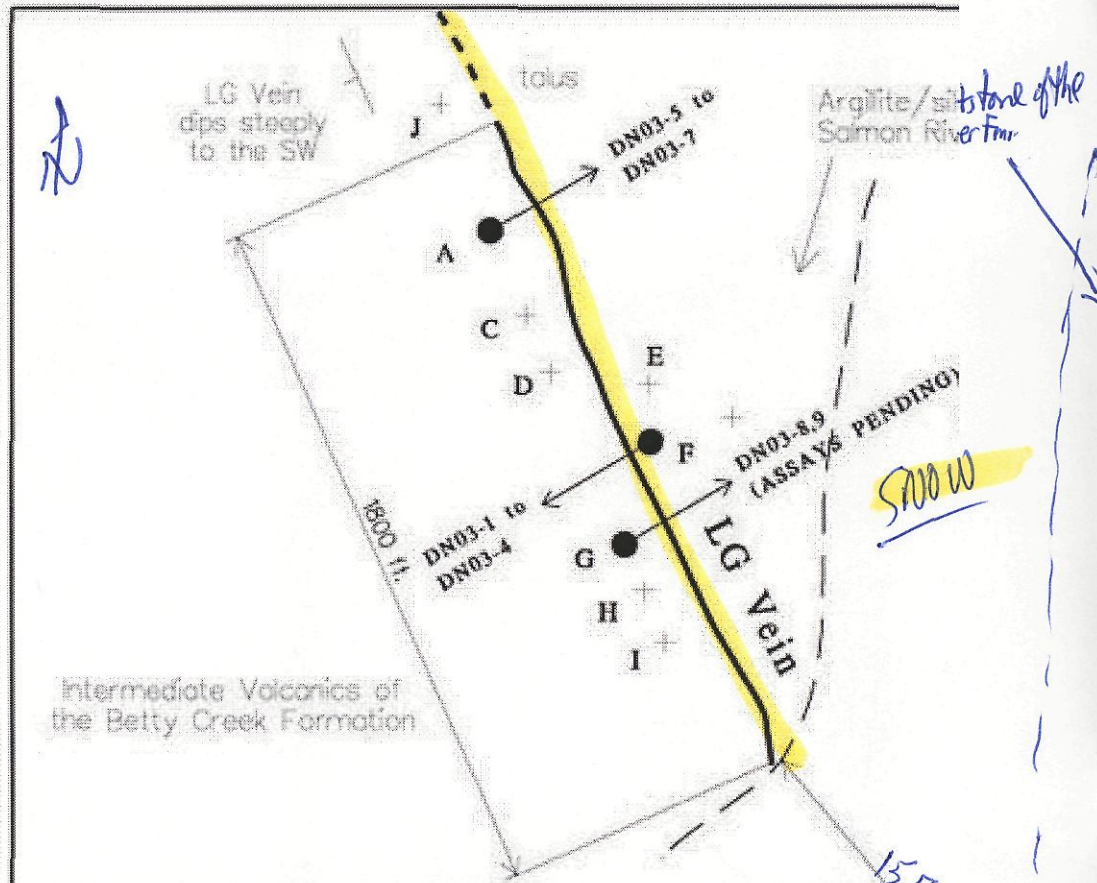 LG Vein
dips steeply
to the SW
talus
Argillite/siltstone of the
Salmon River Fm.
J
DN03-5 to
DN03-7
A
C
D
E
F
DN03-8,9
(ASSAYS PENDING)
SNOW
1800 ft.
DN03-1 to
DN03-4
G
H
I
LG Vein
Intermediate Volcanics of
the Betty Creek Formation